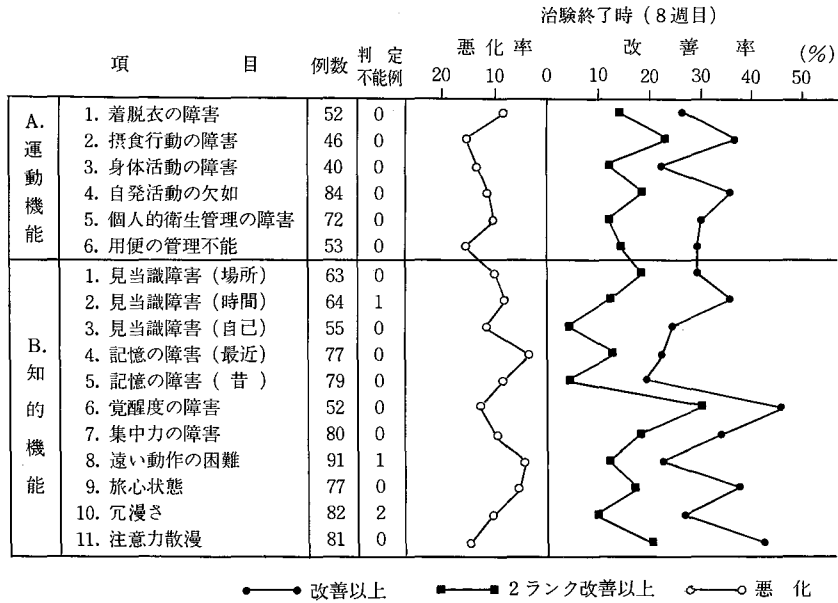 治験終了時（8週目）
項 目 例数 判定不能例 悪化率 改善率 (%)
20 10 0 10 20 30 40 50
A. 運動機能
1. 着脱衣の障害 52 0
2. 摂食行動の障害 46 0
3. 身体活動の障害 40 0
4. 自発活動の欠如 84 0
5. 個人的衛生管理の障害 72 0
6. 用便の管理不能 53 0
B. 知的機能
1. 見当識障害（場所） 63 0
2. 見当識障害（時間） 64 1
3. 見当識障害（自己） 55 0
4. 記憶の障害（最近） 77 0
5. 記憶の障害（昔） 79 0
6. 覚醒度の障害 52 0
7. 集中力の障害 80 0
8. 遠い動作の困難 91 1
9. 旅心状態 77 0
10. 冗漫さ 82 2
11. 注意力散漫 81 0
改善以上 2ランク改善以上 悪化